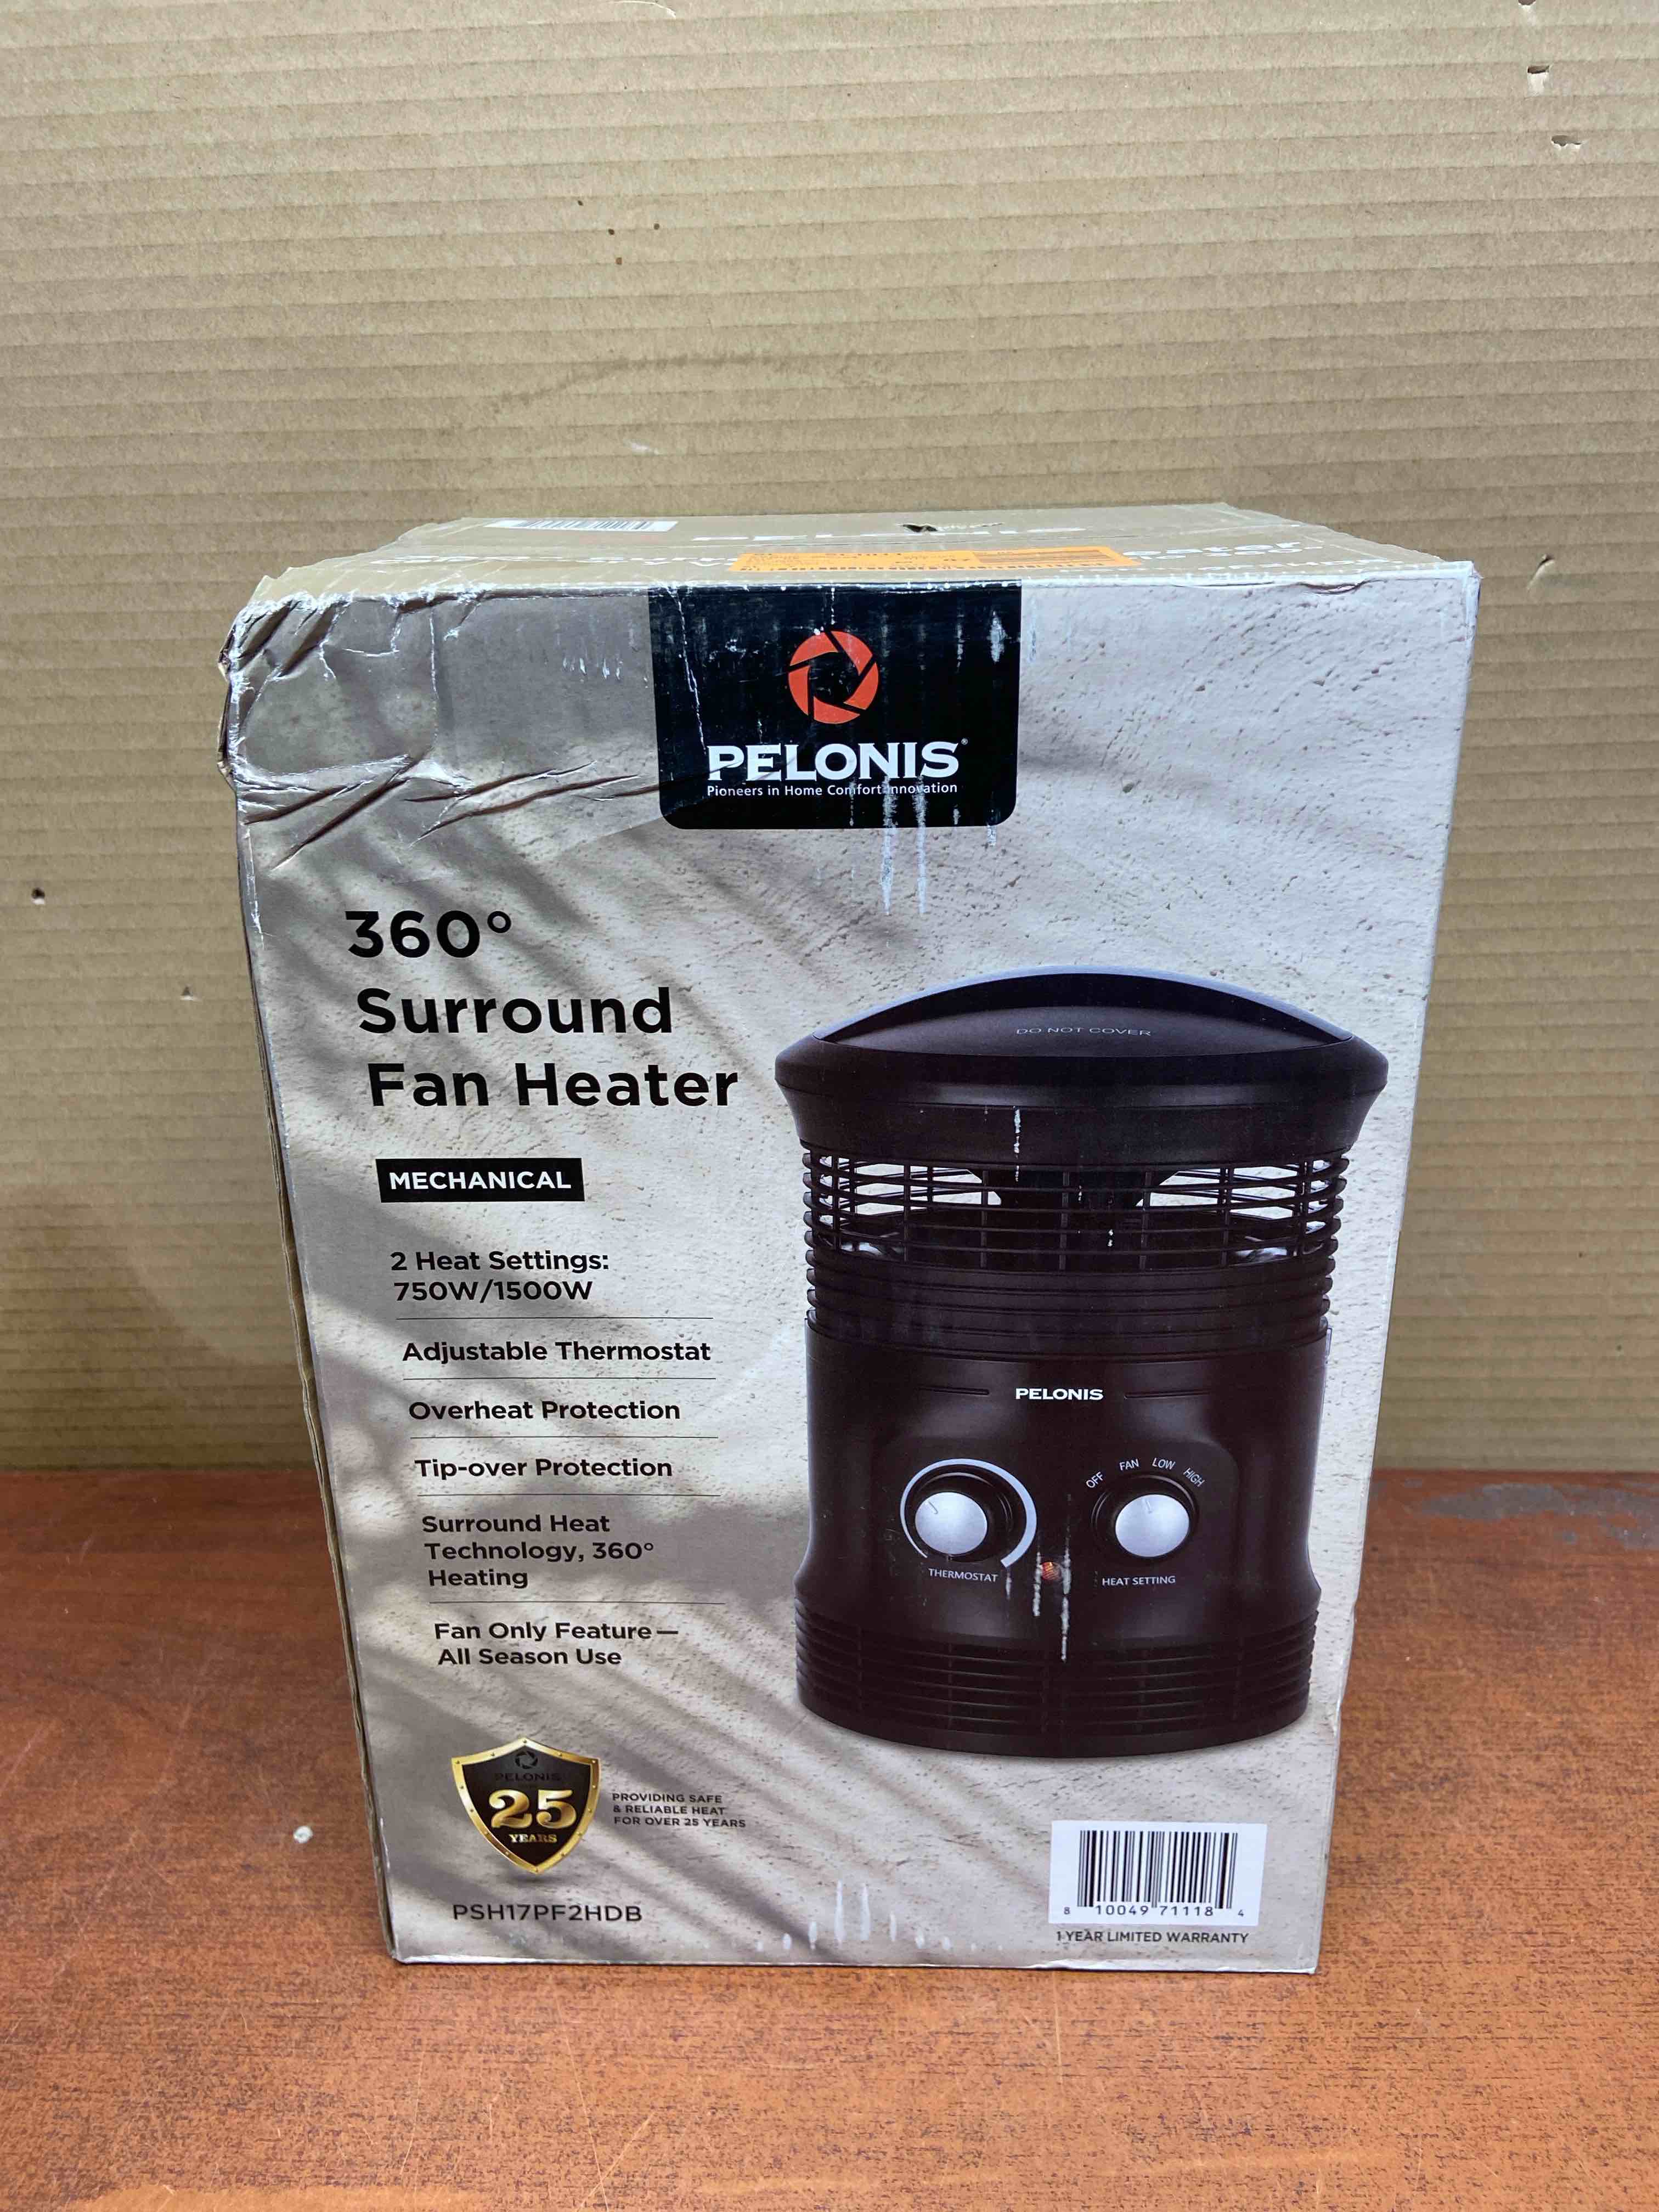 PELONIS®
Pioneers in Home Comfort Innovation
360°
Surround
Fan Heater
MECHANICAL
2 Heat Settings:
750W/1500W
Adjustable Thermostat
Overheat Protection
Tip-over Protection
Surround Heat
Technology, 360°
Heating
Fan Only Feature—
All Season Use
DO NOT COVER
PELONIS
OFF FAN LOW HIGH
THERMOSTAT
HEAT SETTING
PELONIS
25
YEARS
PROVIDING SAFE
& RELIABLE HEAT
FOR OVER 25 YEARS
PSH17PF2HDB
8 10049 71118 4
1 YEAR LIMITED WARRANTY